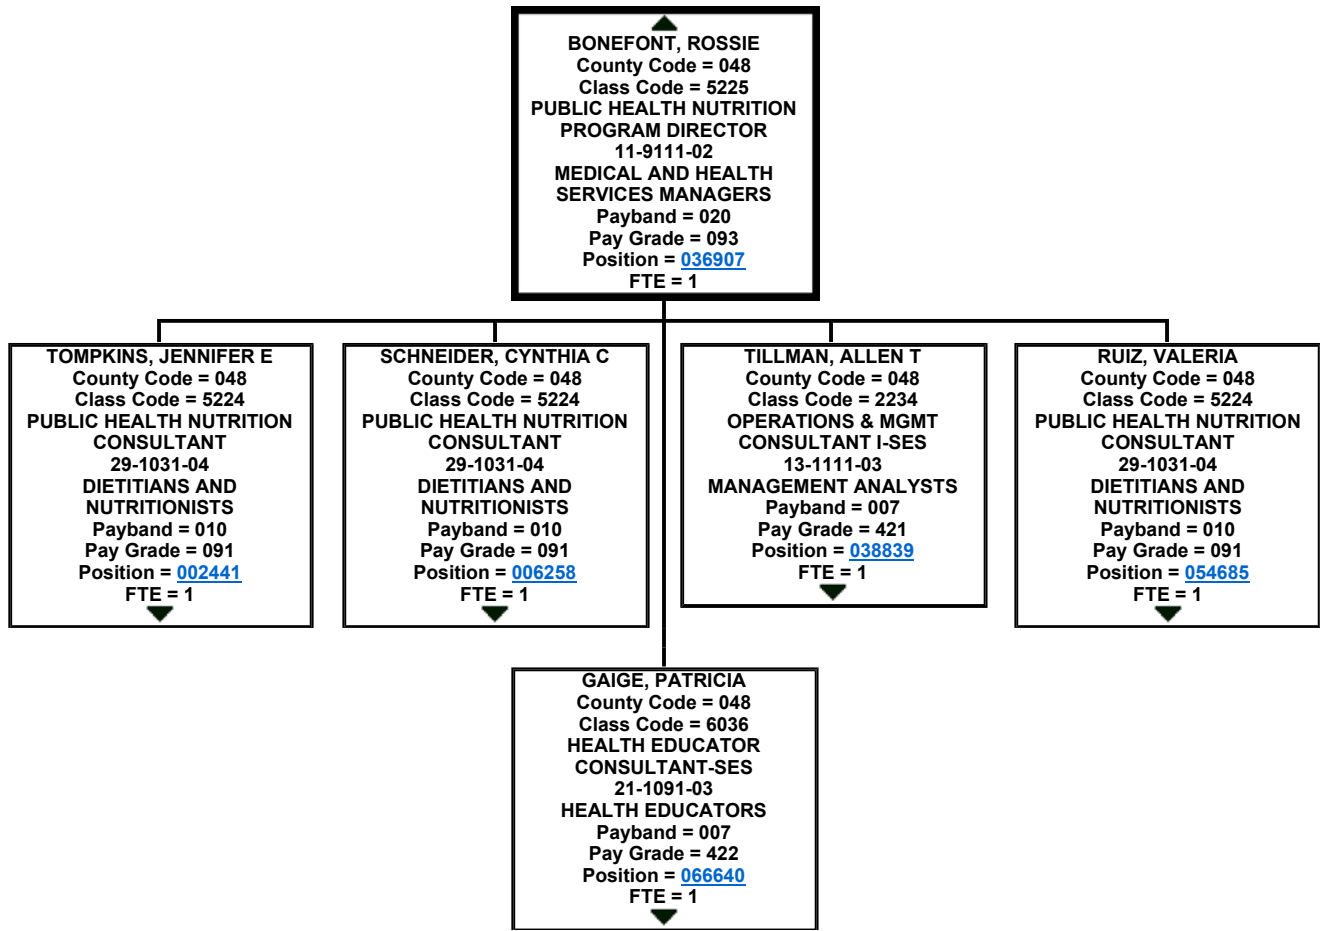 BONEFONT, ROSSIE
County Code = 048
Class Code = 5225
PUBLIC HEALTH NUTRITION
PROGRAM DIRECTOR
11-9111-02
MEDICAL AND HEALTH
SERVICES MANAGERS
Payband = 020
Pay Grade = 093
Position = 036907
FTE = 1
TOMPKINS, JENNIFER E
County Code = 048
Class Code = 5224
PUBLIC HEALTH NUTRITION
CONSULTANT
29-1031-04
DIETITIANS AND
NUTRITIONISTS
Payband = 010
Pay Grade = 091
Position = 002441
FTE = 1
SCHNEIDER, CYNTHIA C
County Code = 048
Class Code = 5224
PUBLIC HEALTH NUTRITION
CONSULTANT
29-1031-04
DIETITIANS AND
NUTRITIONISTS
Payband = 010
Pay Grade = 091
Position = 006258
FTE = 1
TILLMAN, ALLEN T
County Code = 048
Class Code = 2234
OPERATIONS & MGMT
CONSULTANT I-SES
13-1111-03
MANAGEMENT ANALYSTS
Payband = 007
Pay Grade = 421
Position = 038839
FTE = 1
RUIZ, VALERIA
County Code = 048
Class Code = 5224
PUBLIC HEALTH NUTRITION
CONSULTANT
29-1031-04
DIETITIANS AND
NUTRITIONISTS
Payband = 010
Pay Grade = 091
Position = 054685
FTE = 1
GAIGE, PATRICIA
County Code = 048
Class Code = 6036
HEALTH EDUCATOR
CONSULTANT-SES
21-1091-03
HEALTH EDUCATORS
Payband = 007
Pay Grade = 422
Position = 066640
FTE = 1